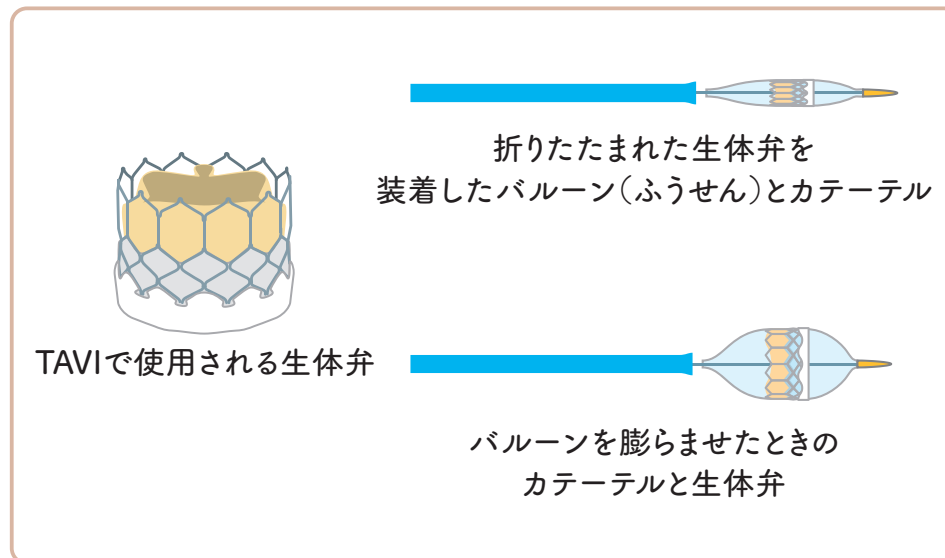 折りたたまれた生体弁を
装着したバルーン（ふうせん）とカテーテル
TAVIで使用される生体弁
バルーンを膨らませたときの
カテーテルと生体弁